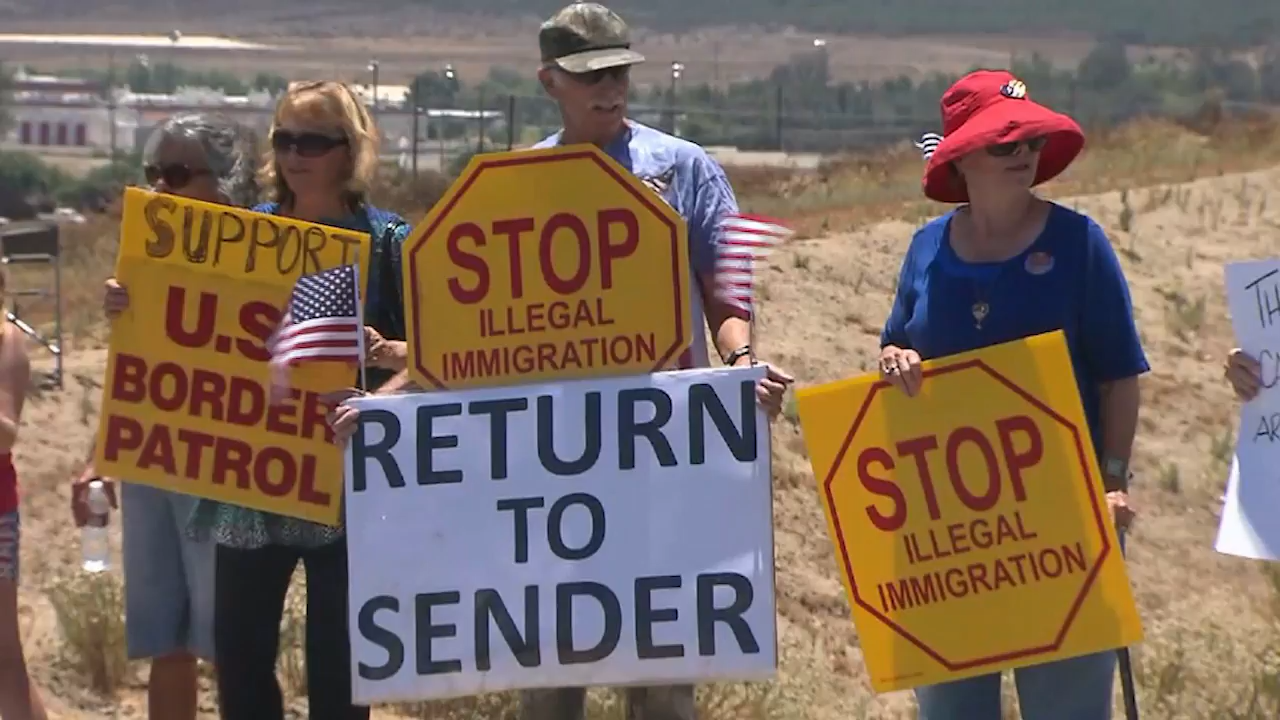 SUPPORT
U.S
BORDER
PATROL
STOP
ILLEGAL
IMMIGRATION
RETURN
TO
SENDER
STOP
ILLEGAL
IMMIGRATION